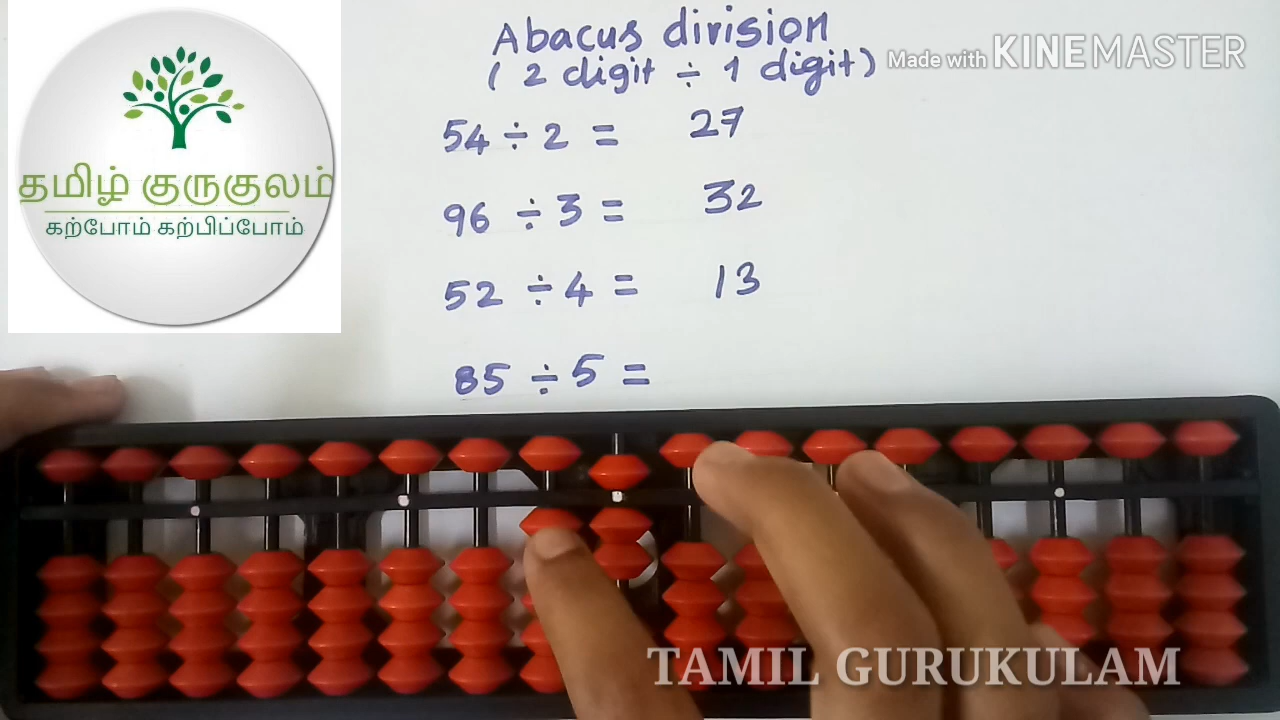 Abacus division
( 2 digit ÷ 1 digit)
Made with KINEMASTER
தமிழ் குருகுலம்
கற்போம் கற்பிப்போம்
54 ÷ 2 = 27
96 ÷ 3 = 32
52 ÷ 4 = 13
85 ÷ 5 =
TAMIL GURUKULAM